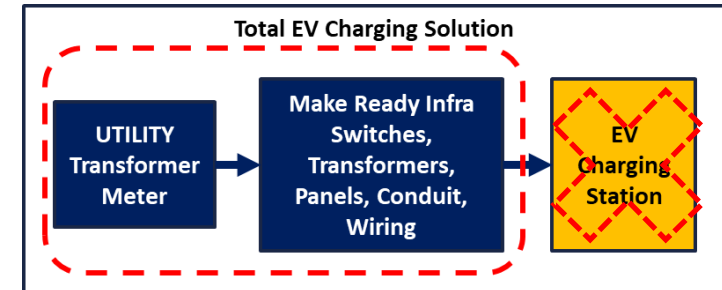 Total EV Charging Solution
UTILITY
Transformer
Meter
Make Ready Infra
Switches,
Transformers,
Panels, Conduit,
Wiring
EV
Charging
Station